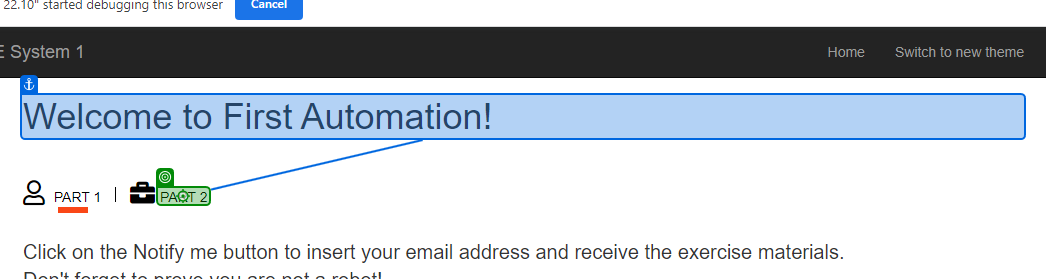 22.10" started debugging this browser Cancel
E System 1 Home Switch to new theme
Welcome to First Automation!
PART 1 | PART 2
Click on the Notify me button to insert your email address and receive the exercise materials.
Don't forget to prove you are not a robot!